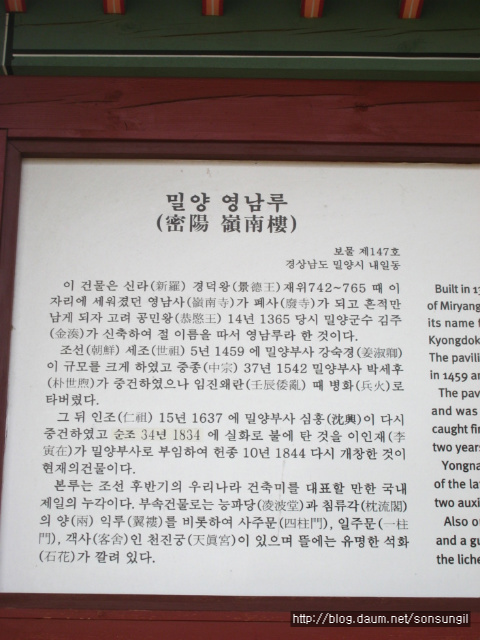 밀양 영남루
(密陽 嶺南樓)
보물 제147호
경상남도 밀양시 내일동
이 건물은 신라(新羅) 경덕왕(景德王)재위742~765 때 이
자리에 세워졌던 영남사(嶺南寺)가 폐사(廢寺)가 되고 흔적만
남게 되자 고려 공민왕(恭愍王) 14년 1365 당시 밀양군수 김주
(金湊)가 신축하여 절 이름을 따서 영남루라 한 것이다.
조선(朝鮮) 세조(世祖) 5년 1459 에 밀양부사 강숙경(姜淑卿)
이 규모를 크게 하였고 중종(中宗) 37년 1542 밀양부사 박세후
(朴世煦)가 중건하였으나 임진왜란(壬辰倭亂) 때 병화(兵火)로
타버렸다.
그 뒤 인조(仁祖) 15년 1637 에 밀양부사 심흥(沈興)이 다시
중건하였고 순조 34년 1834 에 실화로 불에 탄 것을 이인재(李
寅在)가 밀양부사로 부임하여 헌종 10년 1844 다시 개창한 것이
현재의건물이다.
본루는 조선 후반기의 우리나라 건축미를 대표할 만한 국내
제일의 누각이다. 부속건물로는 능파당(凌波堂)과 침류각(枕流閣)
의 양(兩) 익루(翼樓)를 비롯하여 사주문(四柱門), 일주문(一柱
門), 객사(客舍)인 천진궁(天眞宮)이 있으며 뜰에는 유명한 석화
(石花)가 깔려 있다.
Built in 13
of Miryang
its name f
Kyongdok
The pavili
in 1459 an
The pav
and was
caught fir
two years
Yongna
of the lat
two auxi
Also o
and a gu
the liche
http://blog.daum.net/sonsungil